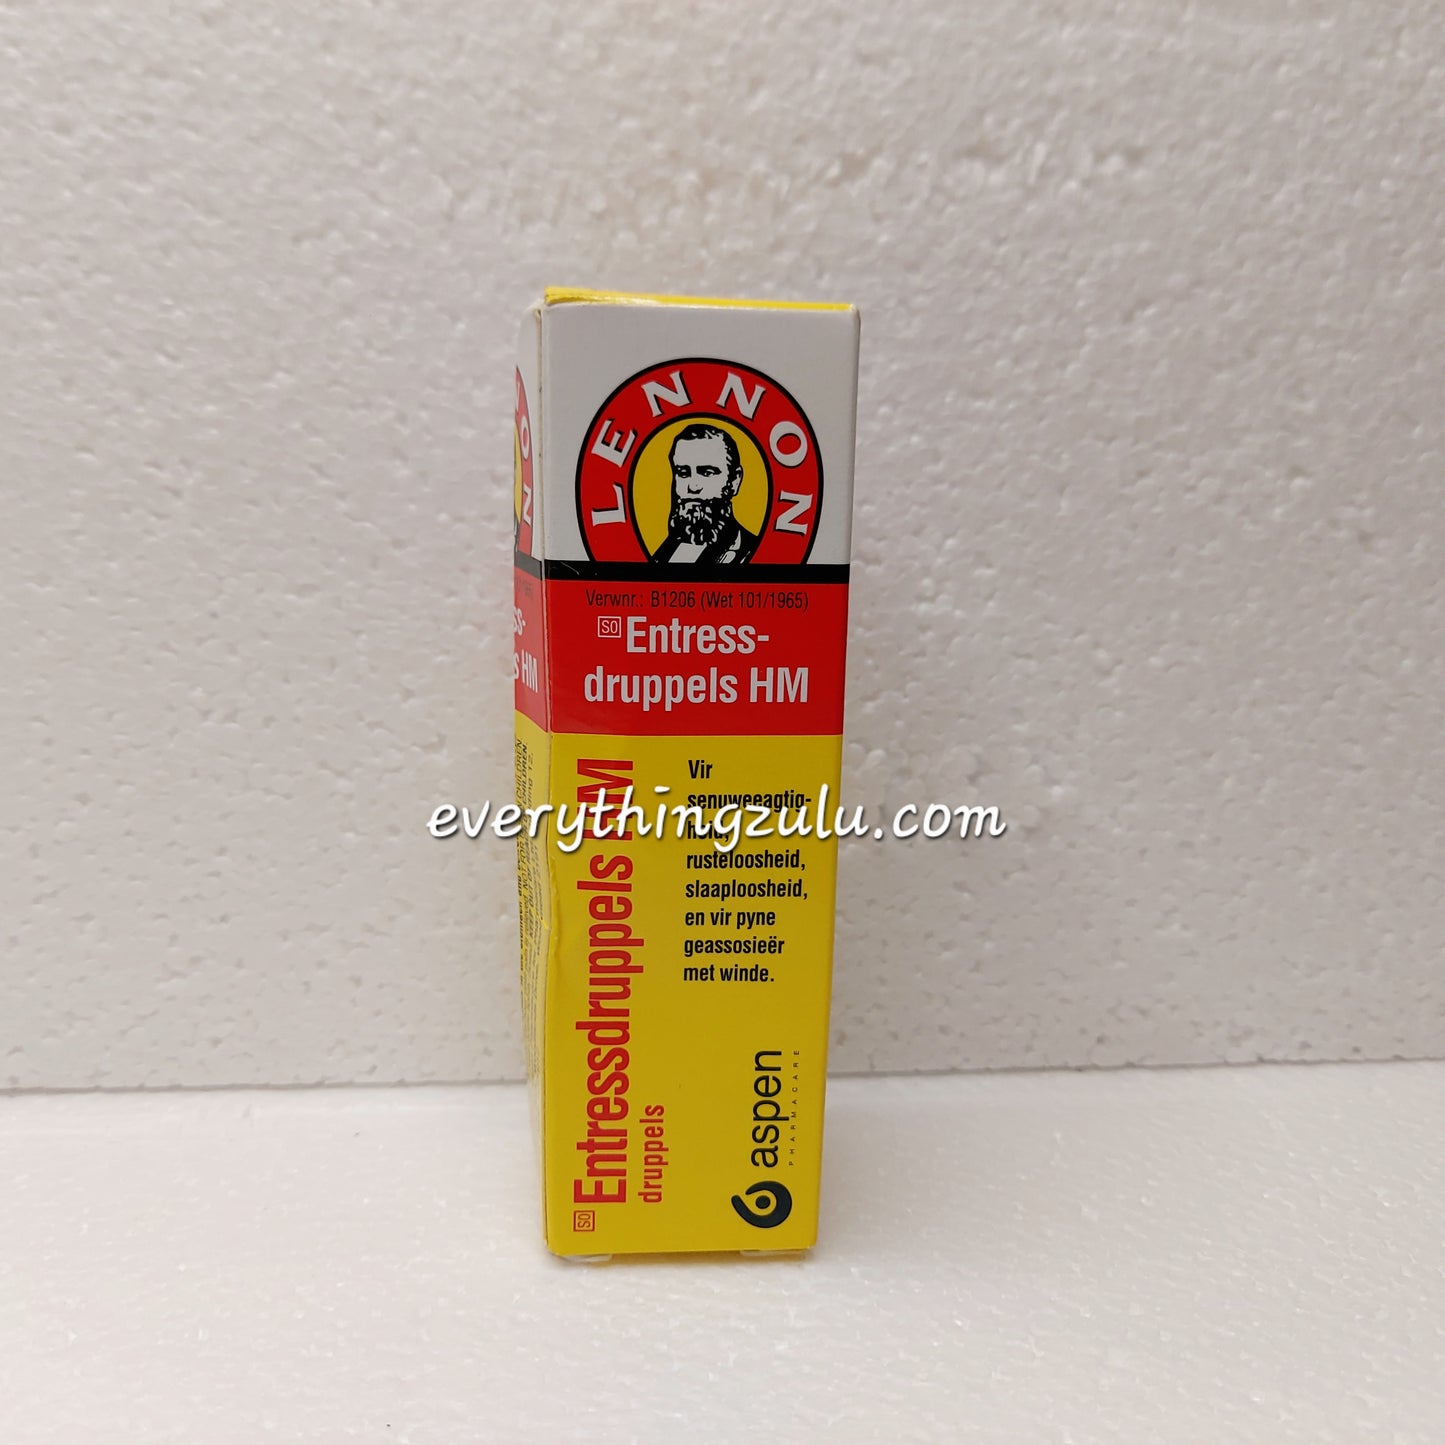 LENNON
Verwnr.: B1206 (Wet 101/1965)
S0 Entress-
druppels HM
Vir
senuweeagtig-
heid,
rusteloosheid,
slaaploosheid,
en vir pyne
geassosieër
met winde.
S0 Entressdruppels HM
druppels
aspen
PHARMACARE
everythingzulu.com